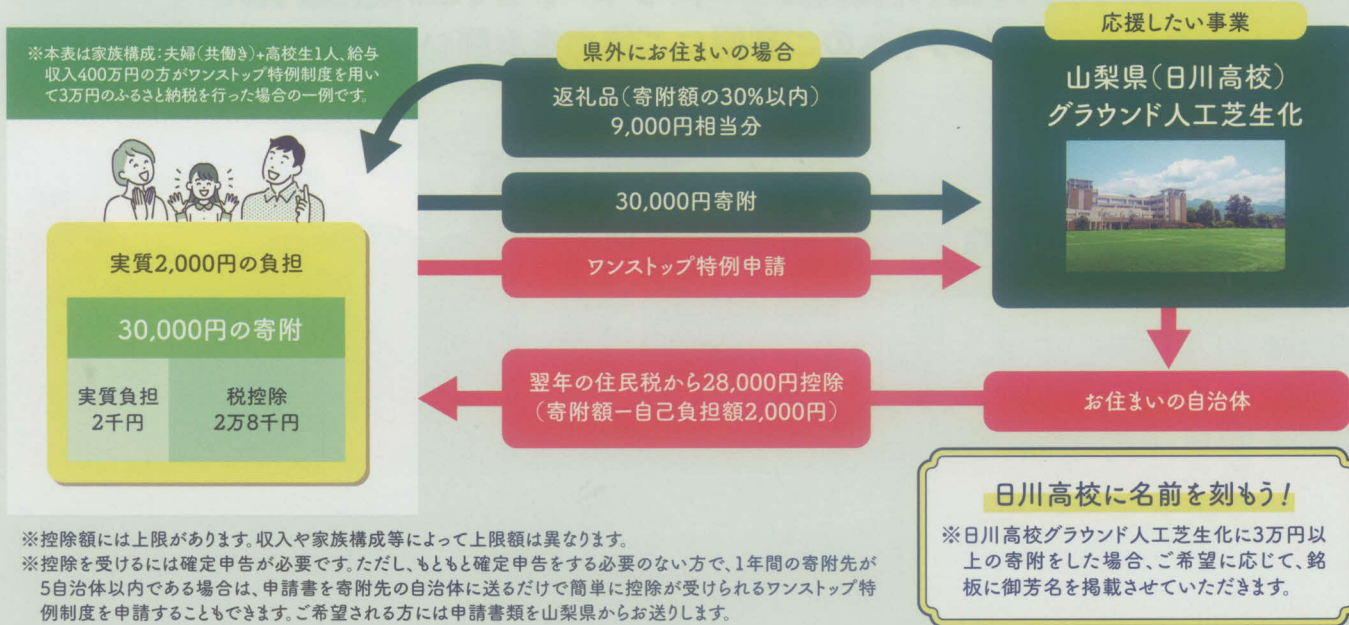 ※本表は家族構成:夫婦(共働き)+高校生1人、給与
収入400万円の方がワンストップ特例制度を用い
て3万円のふるさと納税を行った場合の一例です。
実質2,000円の負担
30,000円の寄附
実質負担
2千円
税控除
2万8千円
県外にお住まいの場合
返礼品(寄附額の30%以内)
9,000円相当分
30,000円寄附
ワンストップ特例申請
翌年の住民税から28,000円控除
(寄附額ー自己負担額2,000円)
応援したい事業
山梨県(日川高校)
グラウンド人工芝生化
お住まいの自治体
日川高校に名前を刻もう!
※日川高校グラウンド人工芝生化に3万円以
上の寄附をした場合、ご希望に応じて、銘
板に御芳名を掲載させていただきます。
※控除額には上限があります。収入や家族構成等によって上限額は異なります。
※控除を受けるには確定申告が必要です。ただし、もともと確定申告をする必要のない方で、1年間の寄附先が
5自治体以内である場合は、申請書を寄附先の自治体に送るだけで簡単に控除が受けられるワンストップ特
例制度を申請することもできます。ご希望される方には申請書類を山梨県からお送りします。